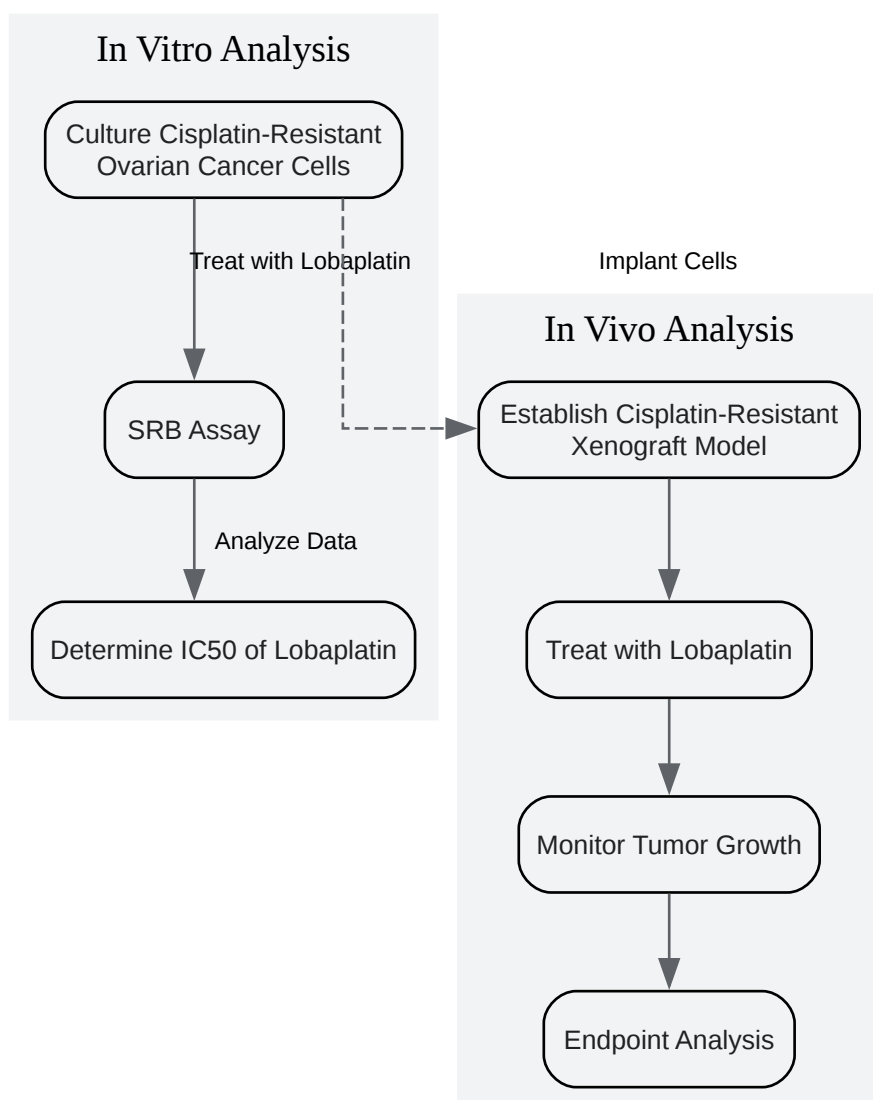 In Vitro Analysis
Culture Cisplatin-Resistant
Ovarian Cancer Cells
Treat with Lobaplatin
SRB Assay
Analyze Data
Determine IC50 of Lobaplatin
Implant Cells
In Vivo Analysis
Establish Cisplatin-Resistant
Xenograft Model
Treat with Lobaplatin
Monitor Tumor Growth
Endpoint Analysis